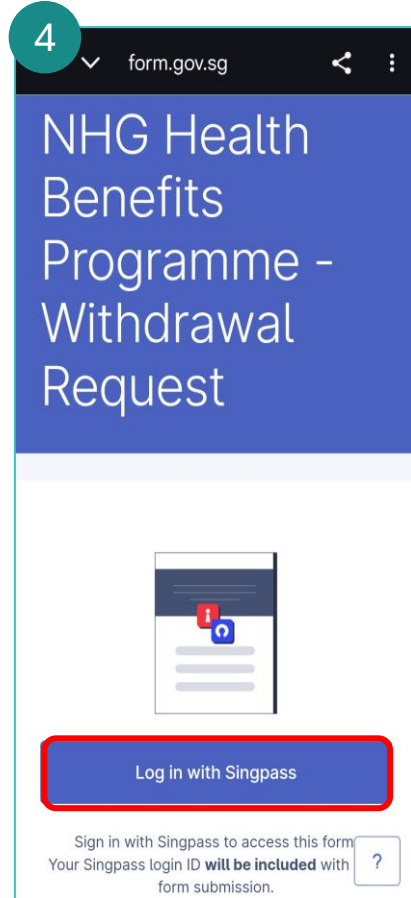 4
form.gov.sg
NHG Health
Benefits
Programme -
Withdrawal
Request
Log in with Singpass
Sign in with Singpass to access this form
Your Singpass login ID will be included with
form submission.
?